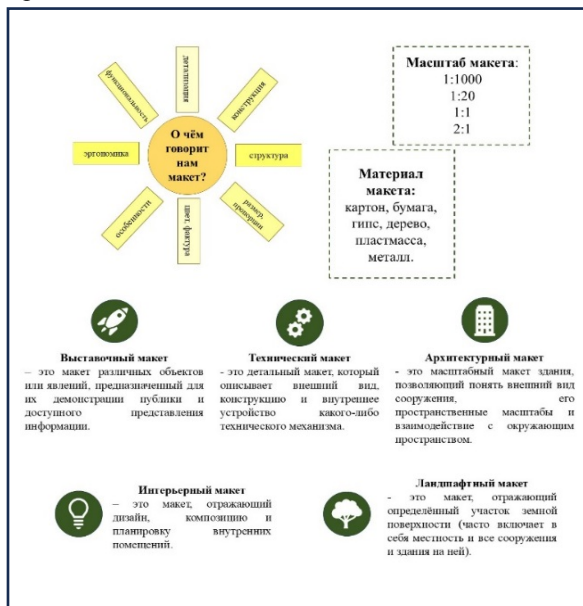 детализация
функциональность
конструкция
эргономика
О чём
говорит
нам
макет?
структура
особенности
цвет, фактура
размер,
пропорции
Масштаб макета:
1:1000
1:20
1:1
2:1
Материал
макета:
картон, бумага,
гипс, дерево,
пластмасса,
металл.
Выставочный макет
– это макет различных объектов
или явлений, предназначенный для
их демонстрации публики и
доступного представления
информации.
Технический макет
- это детальный макет, который
описывает внешний вид,
конструкцию и внутреннее
устройство какого-либо
технического механизма.
Архитектурный макет
- это масштабный макет здания,
позволяющий понять внешний вид
сооружения, его
пространственные масштабы и
взаимодействие с окружающим
пространством.
Интерьерный макет
– это макет, отражающий
дизайн, композицию и
планировку внутренних
помещений.
Ландшафтный макет
- это макет, отражающий
определённый участок земной
поверхности (часто включает в
себя местность и все сооружения
и здания на ней).